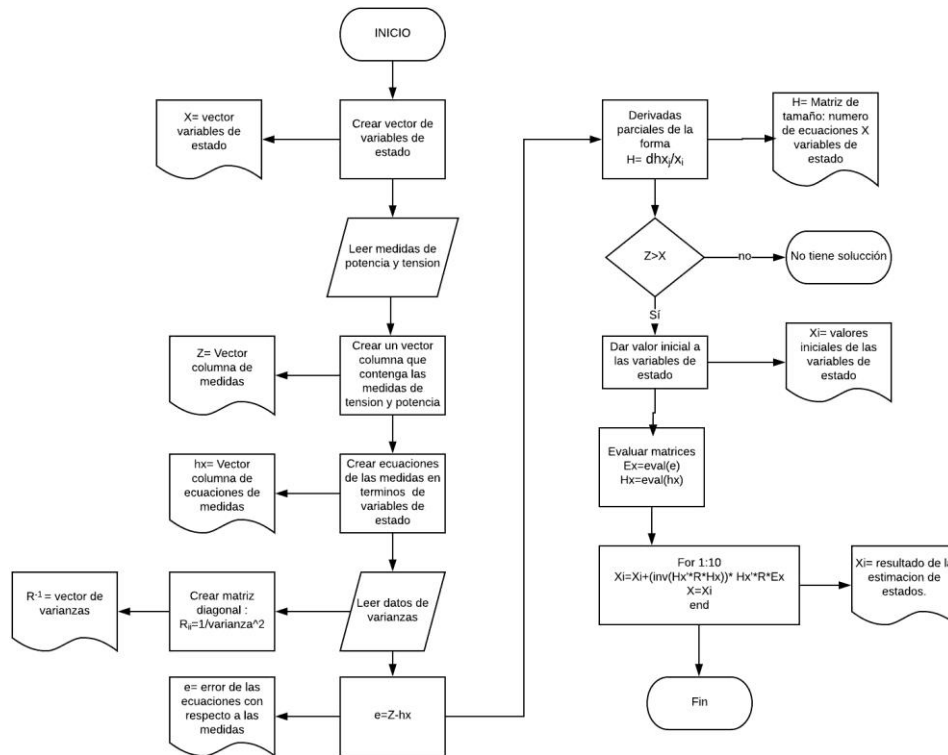 INICIO
X= vector
variables de
estado
Crear vector de
variables de
estado
Leer medidas de
potencia y tension
Z= Vector
columna de
medidas
Crear un vector
columna que
contenga las
medidas de
tension y potencia
hx= Vector
columna de
ecuaciones de
medidas
Crear ecuaciones
de las medidas en
terminos de
variables de
estado
R⁻¹ = vector de
varianzas
Crear matriz
diagonal :
Rᵢᵢ=1/varianza^2
Leer datos de
varianzas
e= error de las
ecuaciones con
respecto a las
medidas
e=Z-hx
Derivadas
parciales de la
forma
H= dhxⱼ/xᵢ
H= Matriz de
tamaño: numero
de ecuaciones X
variables de
estado
Z>X
no
No tiene solucción
Sí
Dar valor inicial a
las variables de
estado
Xi= valores
iniciales de las
variables de
estado
Evaluar matrices
Ex=eval(e)
Hx=eval(hx)
For 1:10
Xi=Xi+(inv(Hx'*R*Hx))* Hx'*R*Ex
X=Xi
end
Xi= resultado de la
estimacion de
estados.
Fin